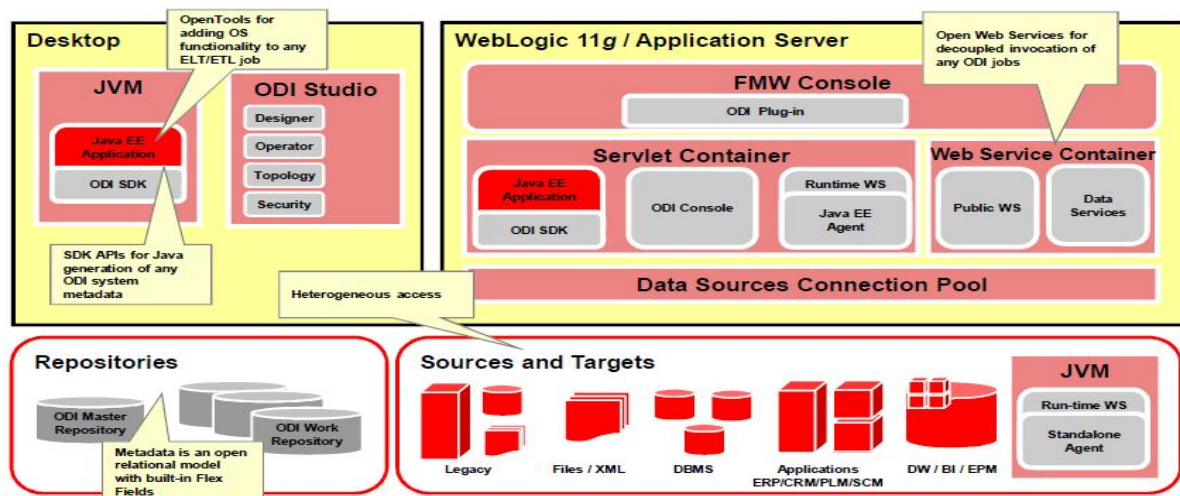 OpenTools for
adding OS
functionality to any
ELT/ETL job
Desktop
JVM
Java EE
Application
ODI SDK
ODI Studio
Designer
Operator
Topology
Security
SDK APIs for Java
generation of any
ODI system
metadata
WebLogic 11g / Application Server
Open Web Services for
decoupled invocation of
any ODI jobs
FMW Console
ODI Plug-in
Servlet Container
Java EE
Application
ODI SDK
ODI Console
Runtime WS
Java EE
Agent
Web Service Container
Public WS
Data
Services
Data Sources Connection Pool
Heterogeneous access
Repositories
ODI Master
Repository
ODI Work
Repository
Metadata is an open
relational model
with built-in Flex
Fields
Sources and Targets
Legacy
Files / XML
DBMS
Applications
ERP/CRM/PLM/SCM
DW / BI / EPM
JVM
Run-time WS
Standalone
Agent